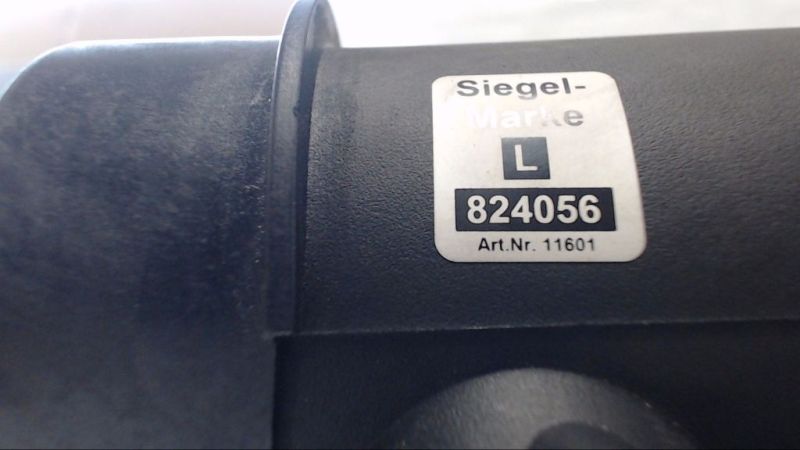 Siegel-
Marke
L
824056
Art.Nr. 11601